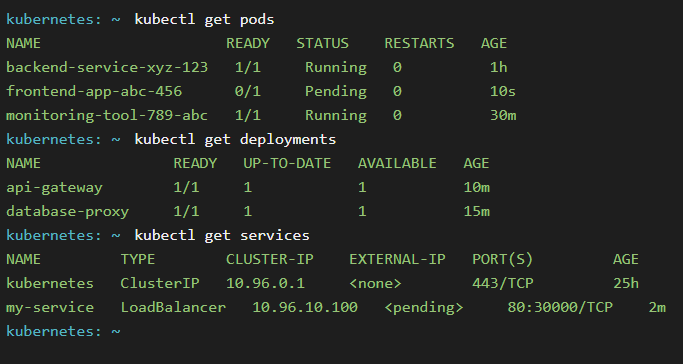 kubernetes: ~ kubectl get pods
NAME READY STATUS RESTARTS AGE
backend-service-xyz-123 1/1 Running 0 1h
frontend-app-abc-456 0/1 Pending 0 10s
monitoring-tool-789-abc 1/1 Running 0 30m
kubernetes: ~ kubectl get deployments
NAME READY UP-TO-DATE AVAILABLE AGE
api-gateway 1/1 1 1 10m
database-proxy 1/1 1 1 15m
kubernetes: ~ kubectl get services
NAME TYPE CLUSTER-IP EXTERNAL-IP PORT(S) AGE
kubernetes ClusterIP 10.96.0.1 <none> 443/TCP 25h
my-service LoadBalancer 10.96.10.100 <pending> 80:30000/TCP 2m
kubernetes: ~